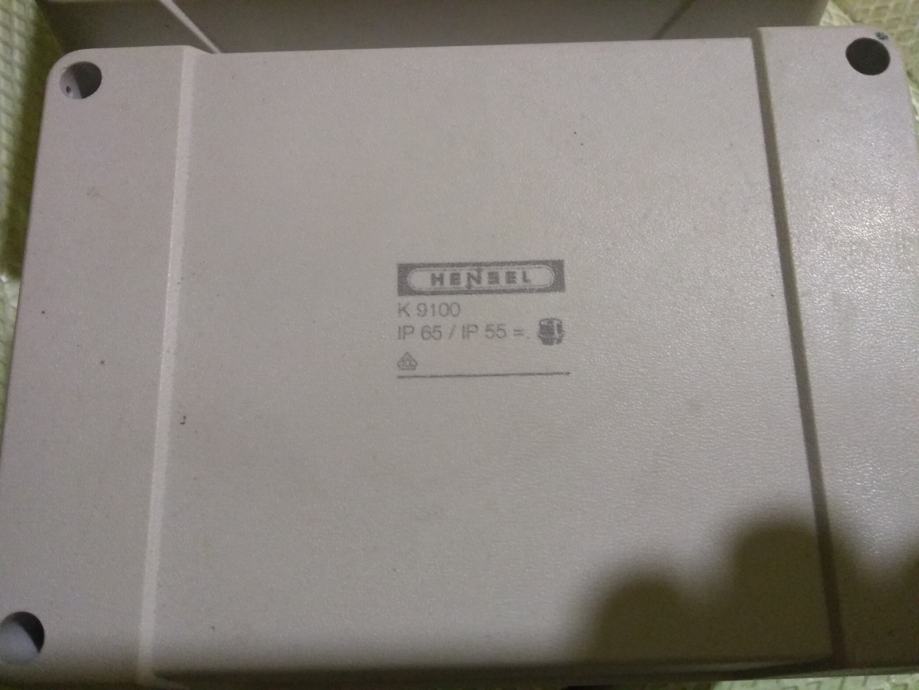 HENSEL
K 9100
IP 65 / IP 55 =